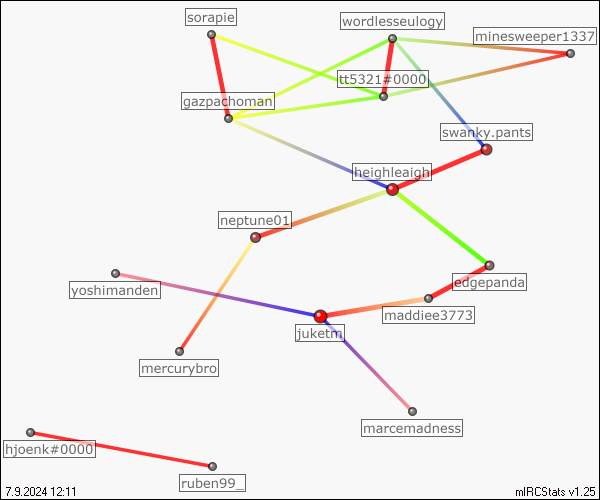 sorapie
wordlesseulogy
minesweeper1337
tt5321#0000
gazpachoman
swanky.pants
heighleaigh
neptune01
edgepanda
yoshimanden
maddiee3773
juketm
mercurybro
marcemadness
hjoenk#0000
ruben99_
7.9.2024 12:11
mIRCStats v1.25